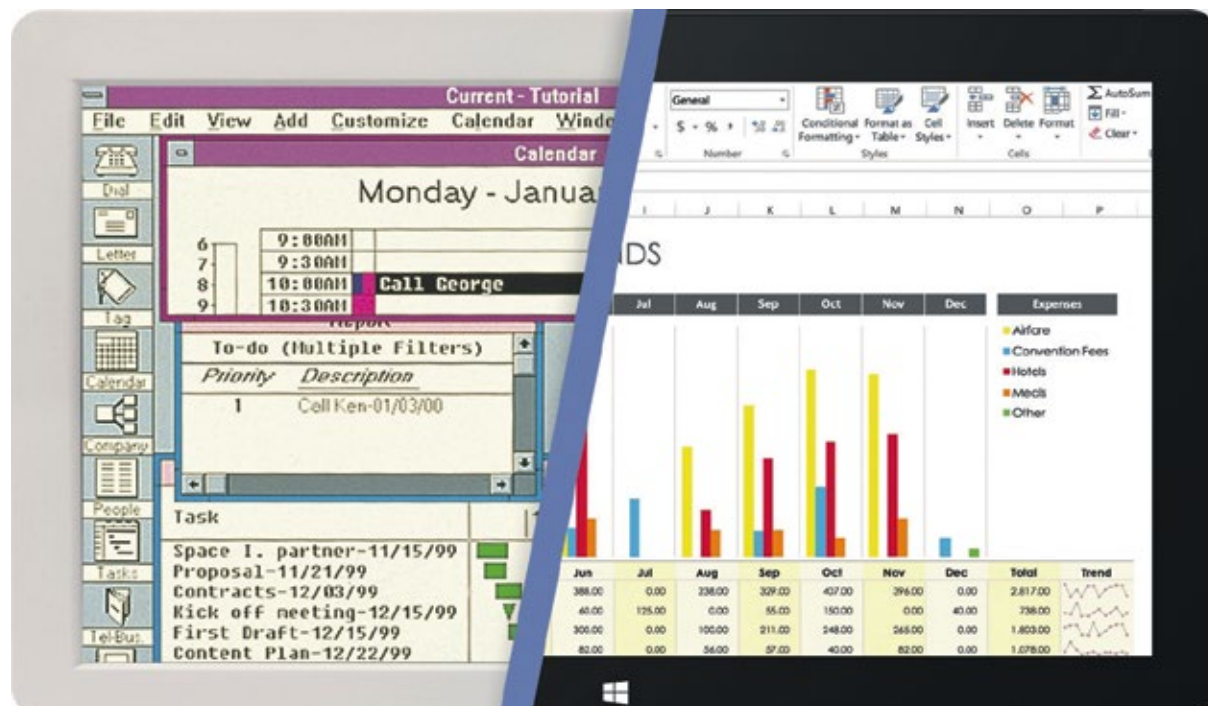 Current - Tutorial
File Edit View Add Customize Calendar Windo
Dial
Letter
Tag
Calendar
Company
People
Tasks
Tel-Bus.
Calendar
Monday - Janua
6
7
8
9
9:00AM
9:30AM
10:00AM Call George
10:30AM
Report
To-do (Multiple Filters)
Priority Description
1 Call Ken-01/03/00
Task
Space I. partner-11/15/99
Proposal-11/21/99
Contracts-12/03/99
Kick off meeting-12/15/99
First Draft-12/15/99
Content Plan-12/22/99
General
$ - % ,
Number
Conditional Formatting
Format as Table
Cell Styles
Styles
Insert Delete Format
Cells
Σ AutoSum
Fill
Clear
I J K L M N O P
NDS
Jul Aug Sep Oct Nov Dec Expenses
Airfare
Convention Fees
Hotels
Meals
Other
Jun Jul Aug Sep Oct Nov Dec Total Trend
388.00 0.00 238.00 329.00 407.00 396.00 0.00 2,817.00
60.00 125.00 0.00 55.00 150.00 0.00 40.00 738.00
300.00 0.00 100.00 211.00 248.00 265.00 0.00 1,803.00
82.00 0.00 56.00 57.00 40.00 82.00 0.00 1,078.00